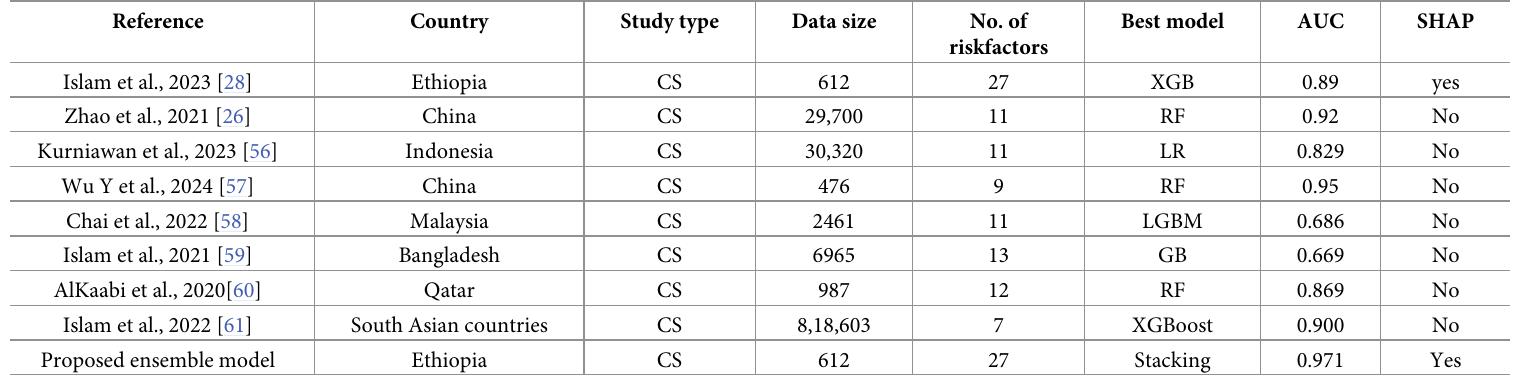 Reference Country Study type Data size No. of riskfactors Best model AUC SHAP
Islam et al., 2023 [28] Ethiopia CS 612 27 XGB 0.89 yes
Zhao et al., 2021 [26] China CS 29,700 11 RF 0.92 No
Kurniawan et al., 2023 [56] Indonesia CS 30,320 11 LR 0.829 No
Wu Y et al., 2024 [57] China CS 476 9 RF 0.95 No
Chai et al., 2022 [58] Malaysia CS 2461 11 LGBM 0.686 No
Islam et al., 2021 [59] Bangladesh CS 6965 13 GB 0.669 No
AlKaabi et al., 2020[60] Qatar CS 987 12 RF 0.869 No
Islam et al., 2022 [61] South Asian countries CS 8,18,603 7 XGBoost 0.900 No
Proposed ensemble model Ethiopia CS 612 27 Stacking 0.971 Yes